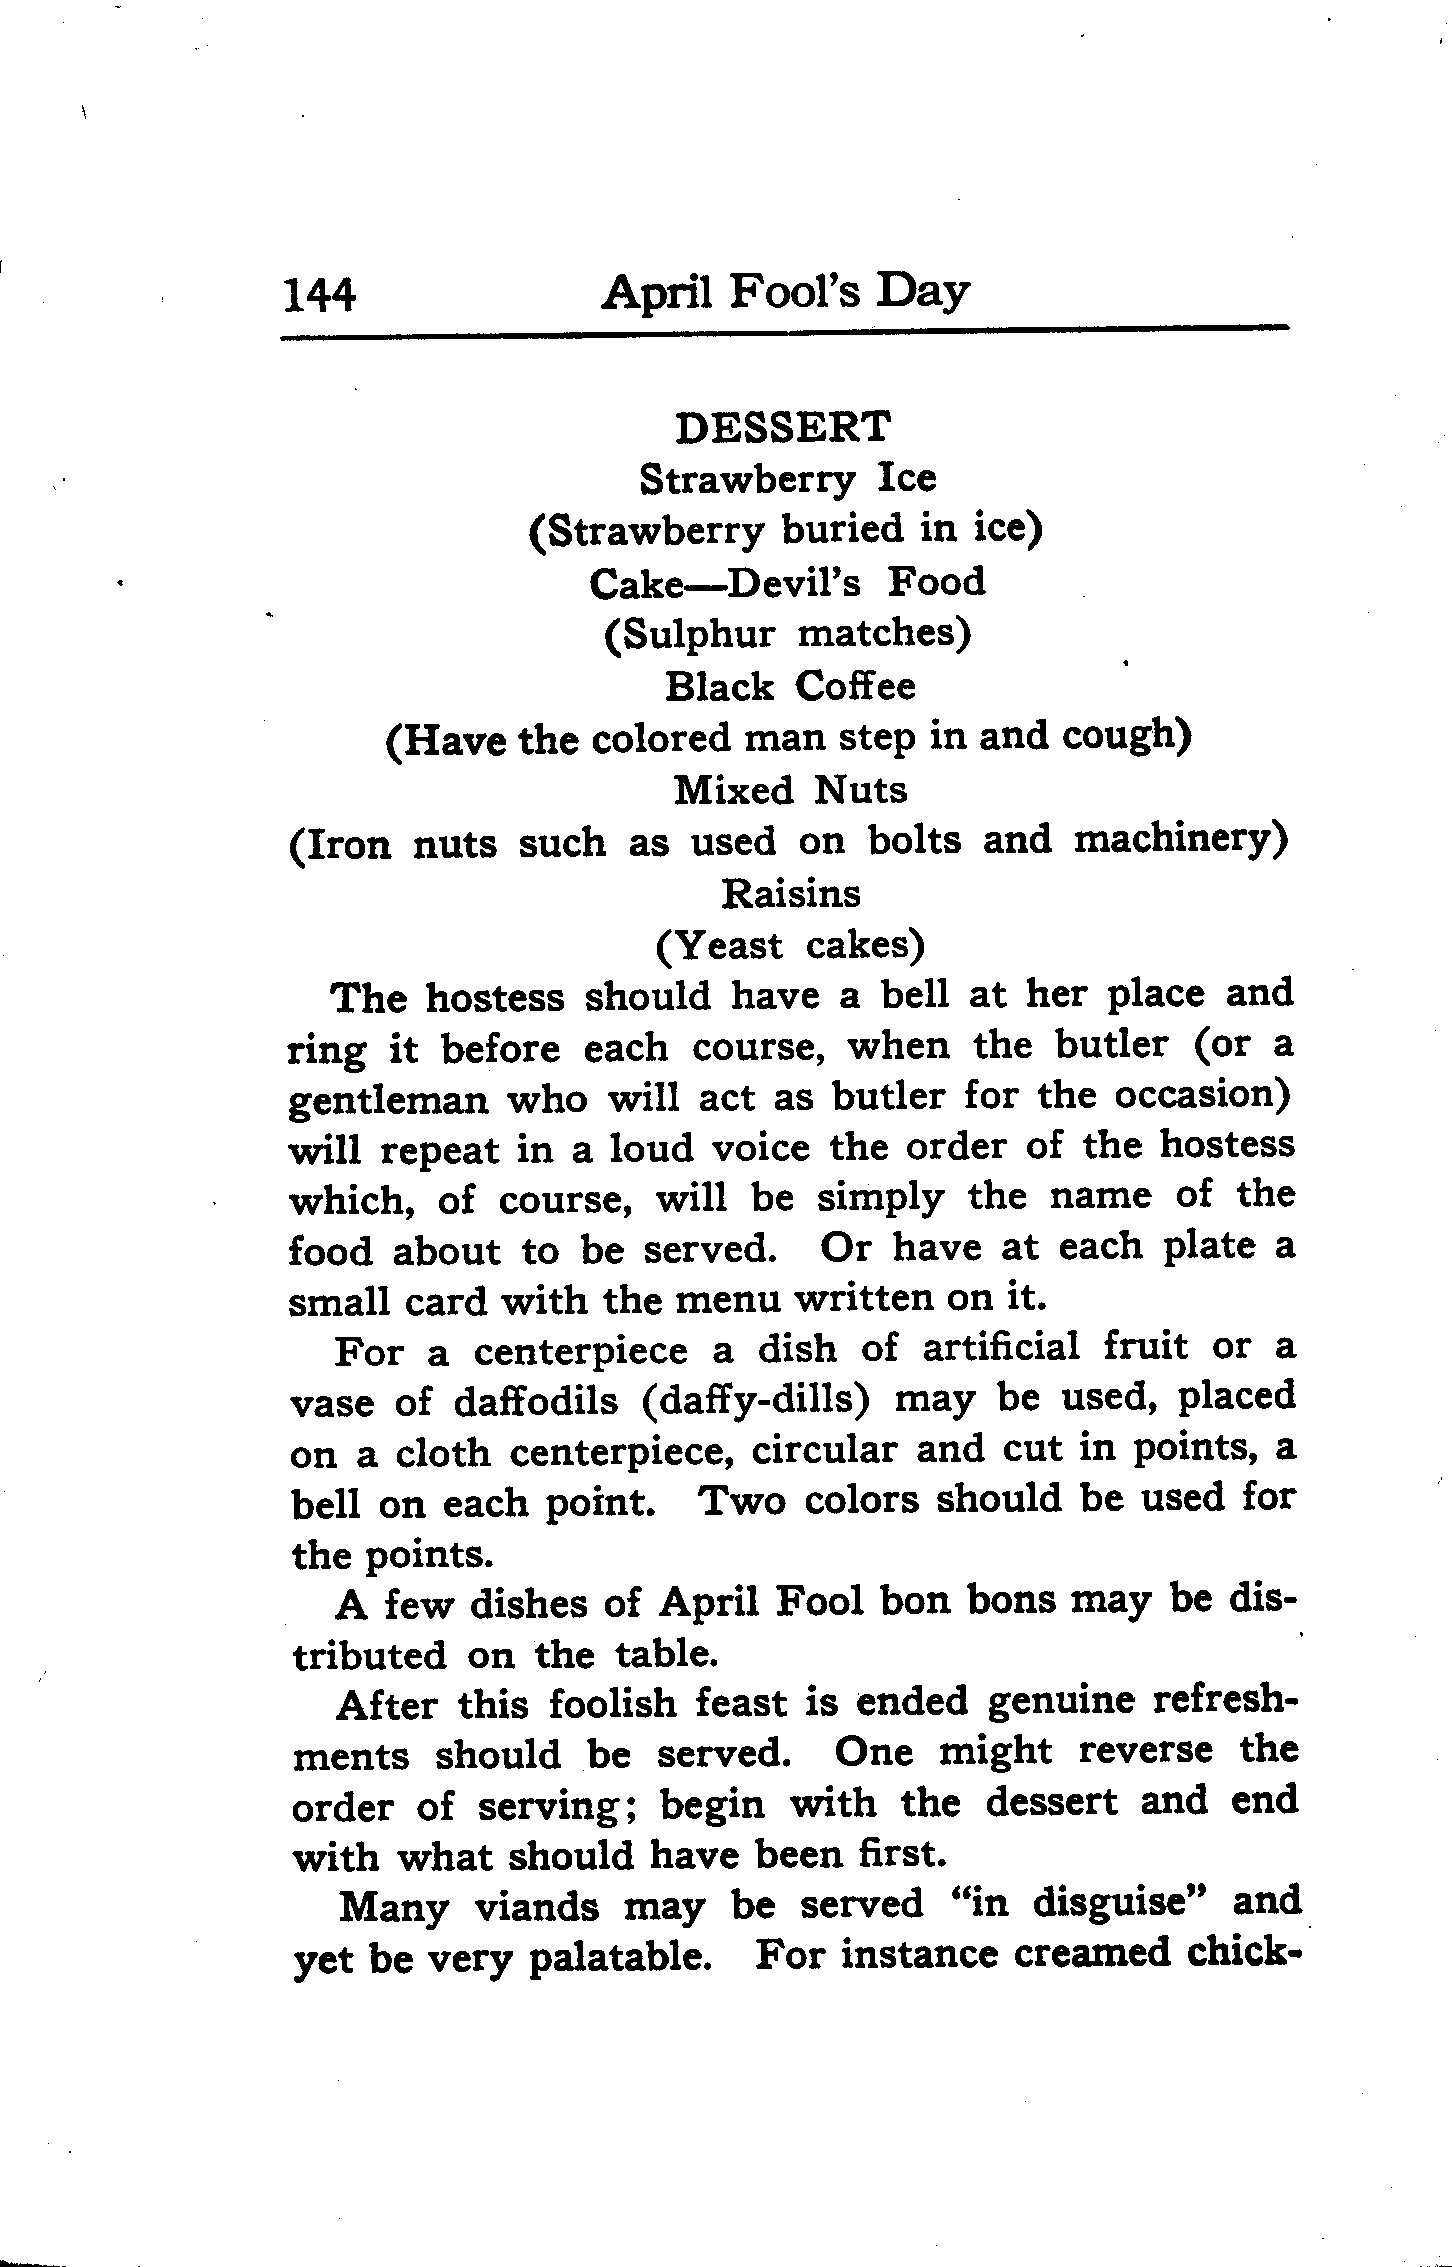 144 April Fool's Day
DESSERT
Strawberry Ice
(Strawberry buried in ice)
Cake—Devil's Food
(Sulphur matches)
Black Coffee
(Have the colored man step in and cough)
Mixed Nuts
(Iron nuts such as used on bolts and machinery)
Raisins
(Yeast cakes)
The hostess should have a bell at her place and
ring it before each course, when the butler (or a
gentleman who will act as butler for the occasion)
will repeat in a loud voice the order of the hostess
which, of course, will be simply the name of the
food about to be served. Or have at each plate a
small card with the menu written on it.
For a centerpiece a dish of artificial fruit or a
vase of daffodils (daffy-dills) may be used, placed
on a cloth centerpiece, circular and cut in points, a
bell on each point. Two colors should be used for
the points.
A few dishes of April Fool bon bons may be dis-
tributed on the table.
After this foolish feast is ended genuine refresh-
ments should be served. One might reverse the
order of serving; begin with the dessert and end
with what should have been first.
Many viands may be served "in disguise" and
yet be very palatable. For instance creamed chick-